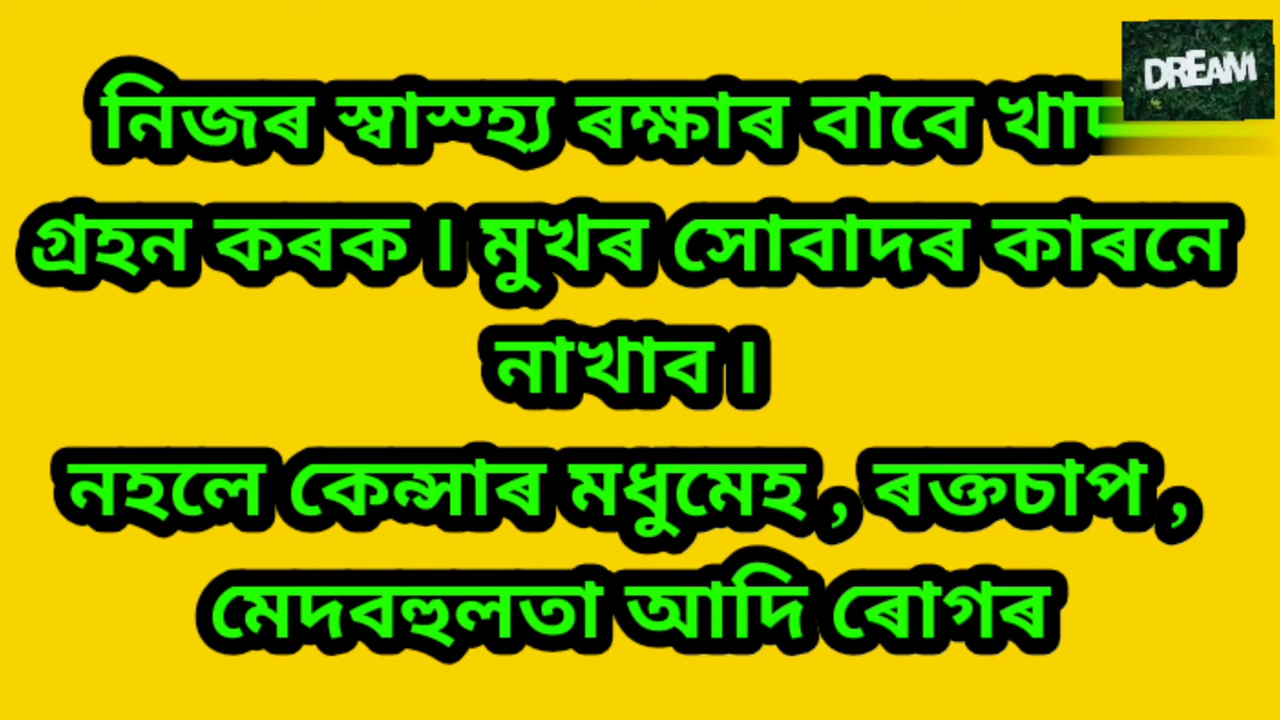 নিজৰ স্বাস্হ্য ৰক্ষাৰ বাবে
DREAM
গ্ৰহন কৰক । মুখৰ সোবাদৰ কাৰনে
নাখাব ।
নহলে কেন্সাৰ মধুমেহ , ৰক্তচাপ ,
মেদবহুলতা আদি ৰোগৰ